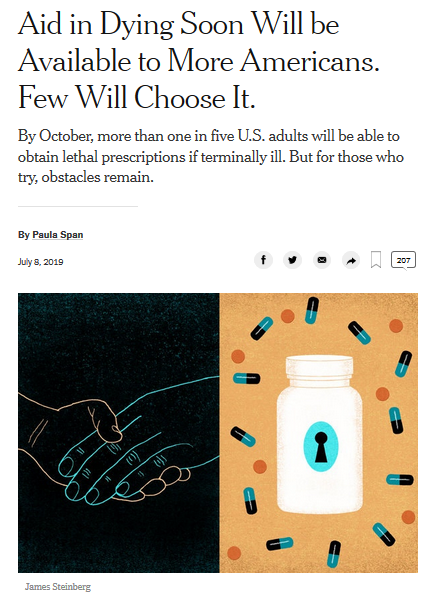 Aid in Dying Soon Will be
Available to More Americans.
Few Will Choose It.
By October, more than one in five U.S. adults will be able to
obtain lethal prescriptions if terminally ill. But for those who
try, obstacles remain.
By Paula Span
July 8, 2019
207
James Steinberg